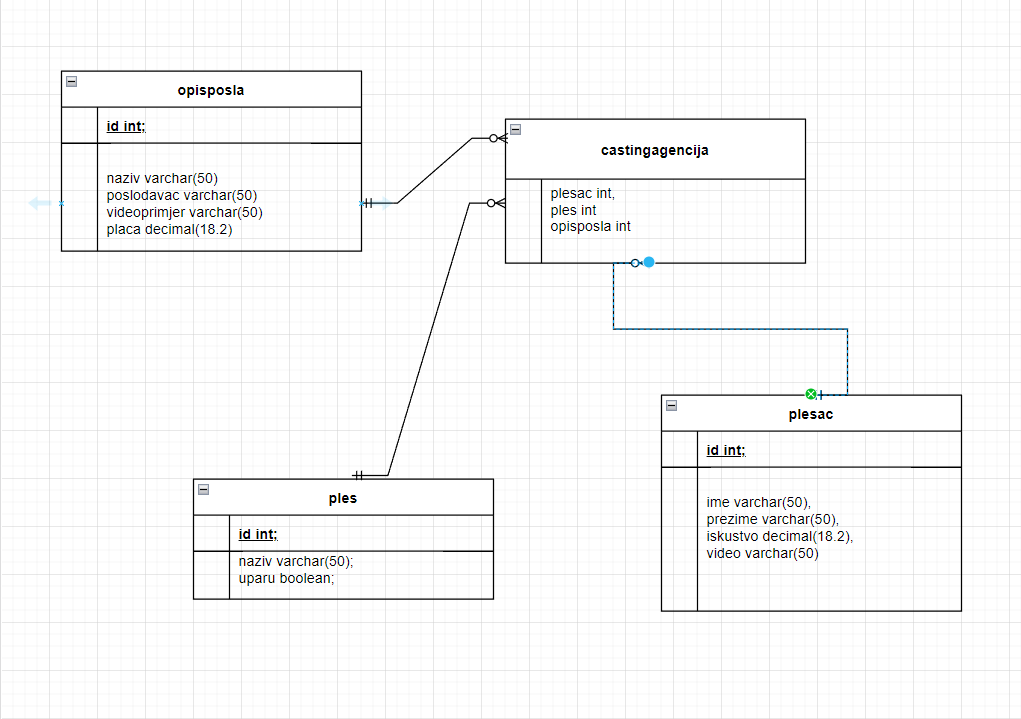 opisposla
id int;
naziv varchar(50)
poslodavac varchar(50)
videoprimjer varchar(50)
placa decimal(18.2)
castingagencija
plesac int,
ples int
opisposla int
ples
id int;
naziv varchar(50);
uparu boolean;
plesac
id int;
ime varchar(50),
prezime varchar(50),
iskustvo decimal(18.2),
video varchar(50)